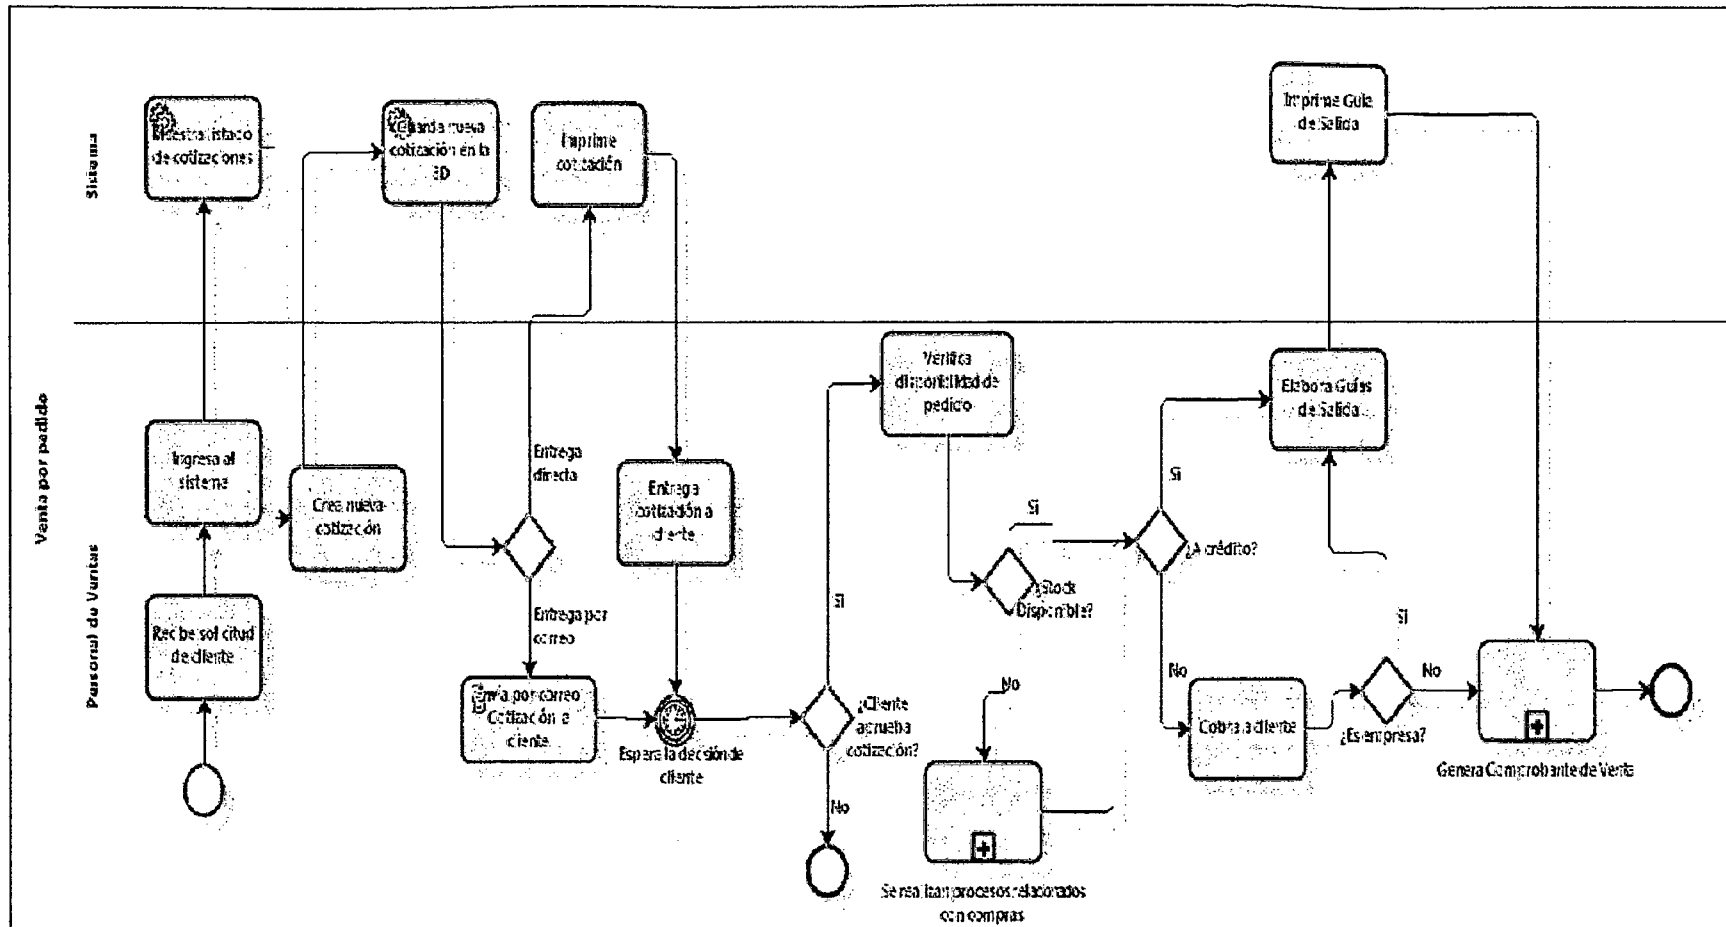 Venta por pedido
Sistema
Personal de Ventas
Muestra listado
de cotizaciones
Guarda nueva
cotización en la
BD
Imprime
cotización
Imprime Guía
de Salida
Ingresa al
sistema
Crea nueva
cotización
Recibe solicitud
de cliente
Entrega
directa
Entrega por
correo
Entrega
cotización a
cliente
Envía por correo
Cotización a
cliente
Espera la decisión de
cliente
¿Cliente
aprueba
cotización?
Si
No
Verifica
disponibilidad de
pedido
¿Stock
Disponible?
Si
No
Se realizan procesos relacionados
con compras
¿A crédito?
Si
No
Elabora Guías
de Salida
Cobra a cliente
¿Es empresa?
Si
No
Genera Comprobante de Venta